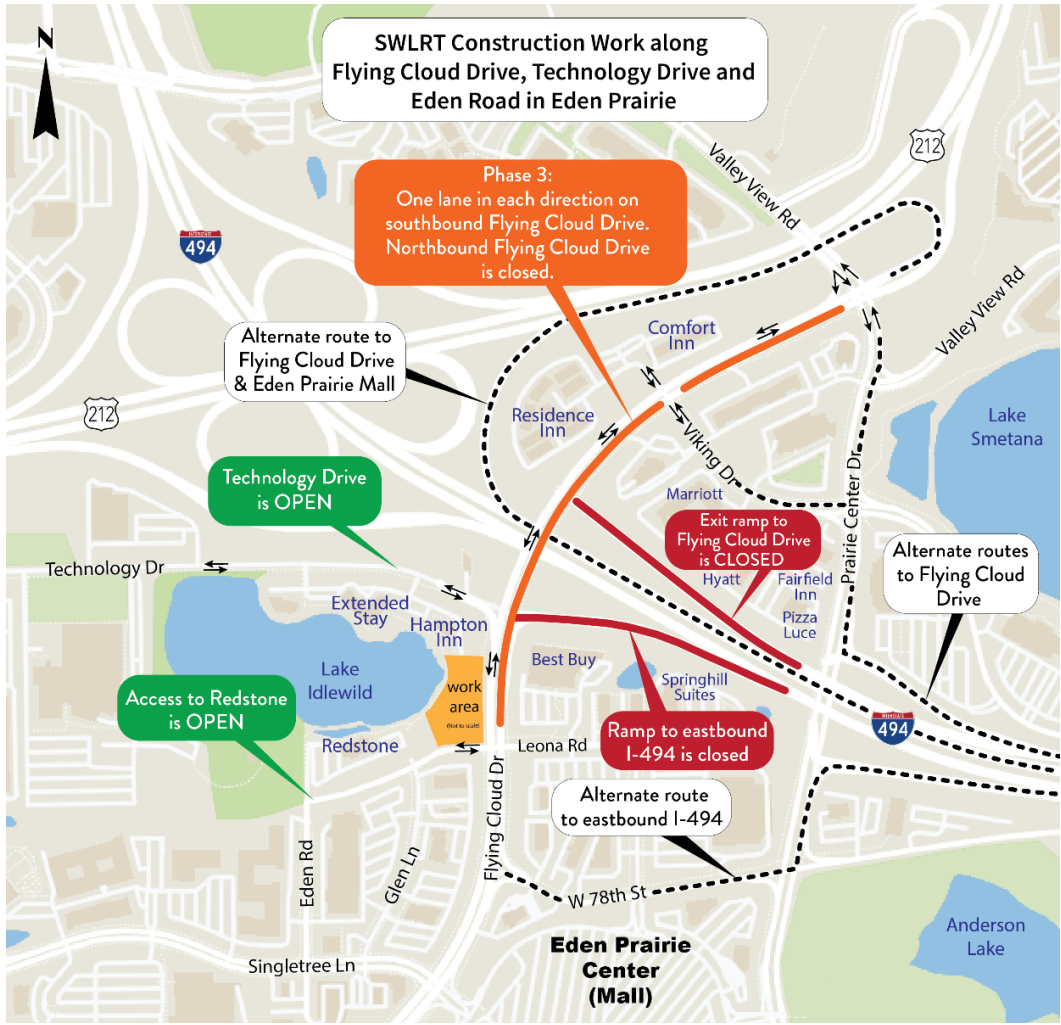 N
SWLRT Construction Work along
Flying Cloud Drive, Technology Drive and
Eden Road in Eden Prairie
212
Valley View Rd
Phase 3:
One lane in each direction on
southbound Flying Cloud Drive.
Northbound Flying Cloud Drive
is closed.
INTERSTATE
494
Valley View Rd
Alternate route to
Flying Cloud Drive
& Eden Prairie Mall
Comfort
Inn
212
Residence
Inn
Lake
Smetana
Viking Dr
Technology Drive
is OPEN
Marriott
Prairie Center Dr
Exit ramp to
Flying Cloud Drive
is CLOSED
Alternate routes
to Flying Cloud
Drive
Technology Dr
Hyatt
Fairfield
Inn
Extended
Stay
Hampton
Inn
Pizza
Luce
Best Buy
Lake
Idlewild
work
area
(Not to scale)
Springhill
Suites
Access to Redstone
is OPEN
INTERSTATE
494
Ramp to eastbound
I-494 is closed
Redstone
Leona Rd
Flying Cloud Dr
Alternate route
to eastbound I-494
Eden Rd
Glen Ln
W 78th St
Anderson
Lake
Eden Prairie
Center
(Mall)
Singletree Ln